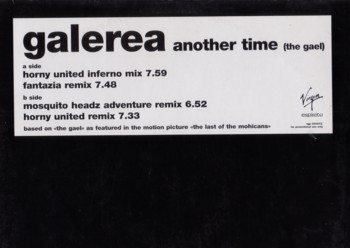 galerea another time (the gael)
a side
horny united inferno mix 7.59
fantazia remix 7.48
b side
mosquito headz adventure remix 6.52
horny united remix 7.33
based on «the gael» as featured in the motion picture «the last of the mohicans»
Virgin